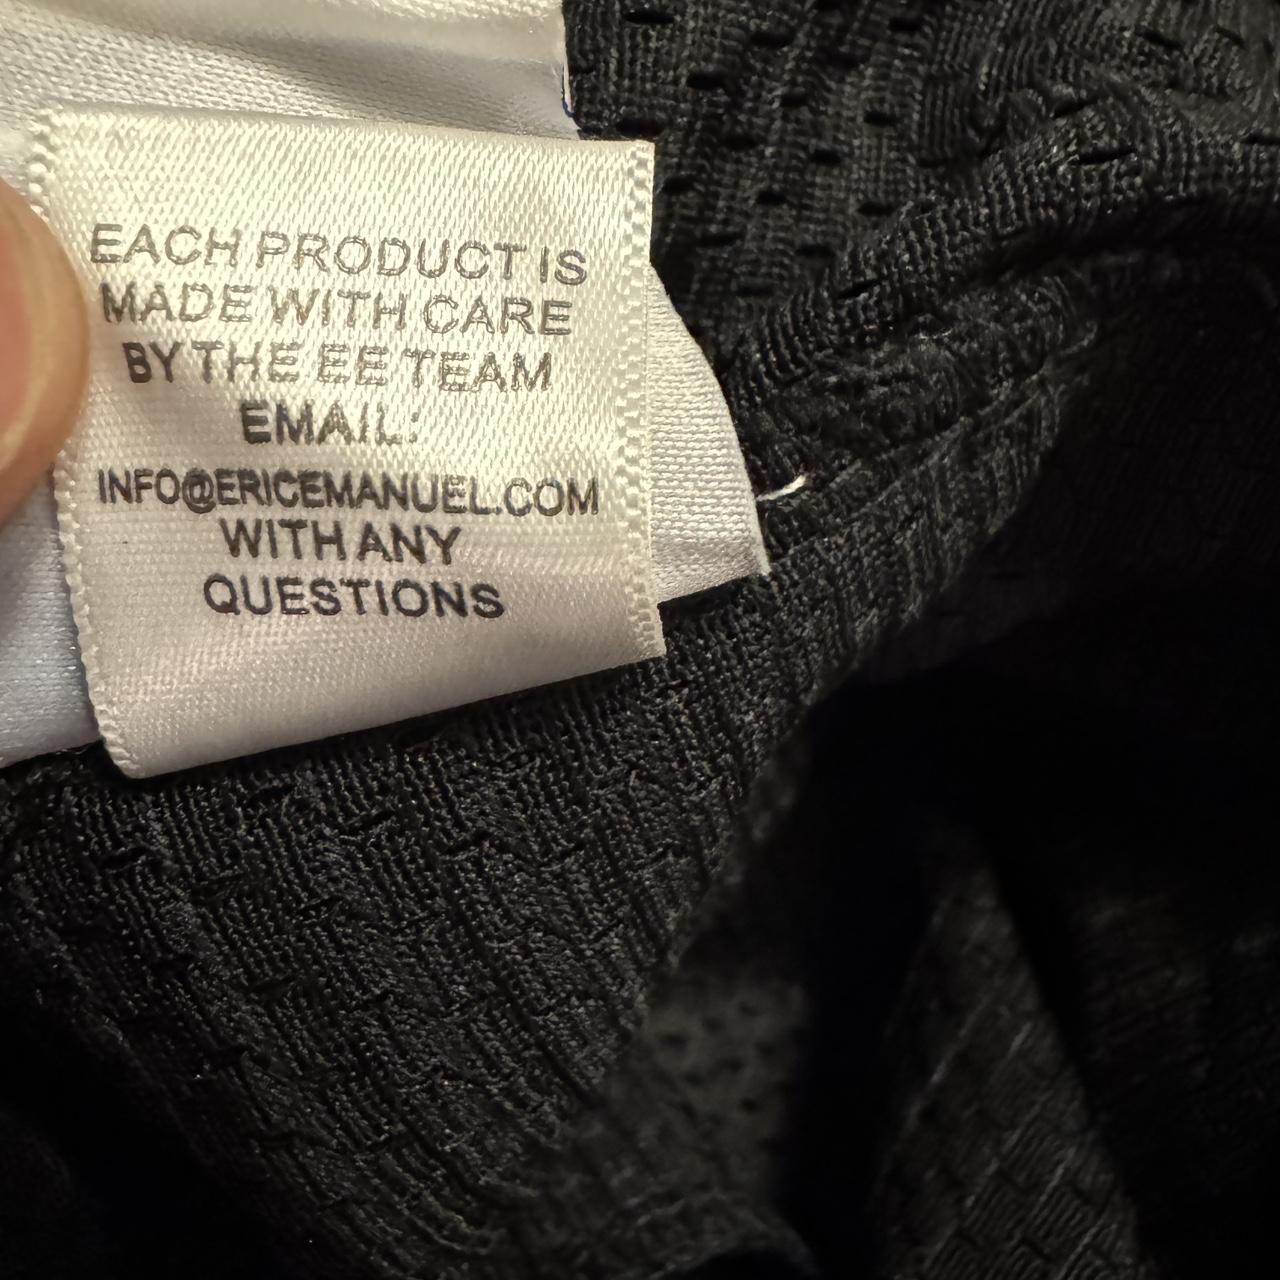 EACH PRODUCT IS
MADE WITH CARE
BY THE EE TEAM
EMAIL:
INFO@ERICEMANUEL.COM
WITH ANY
QUESTIONS